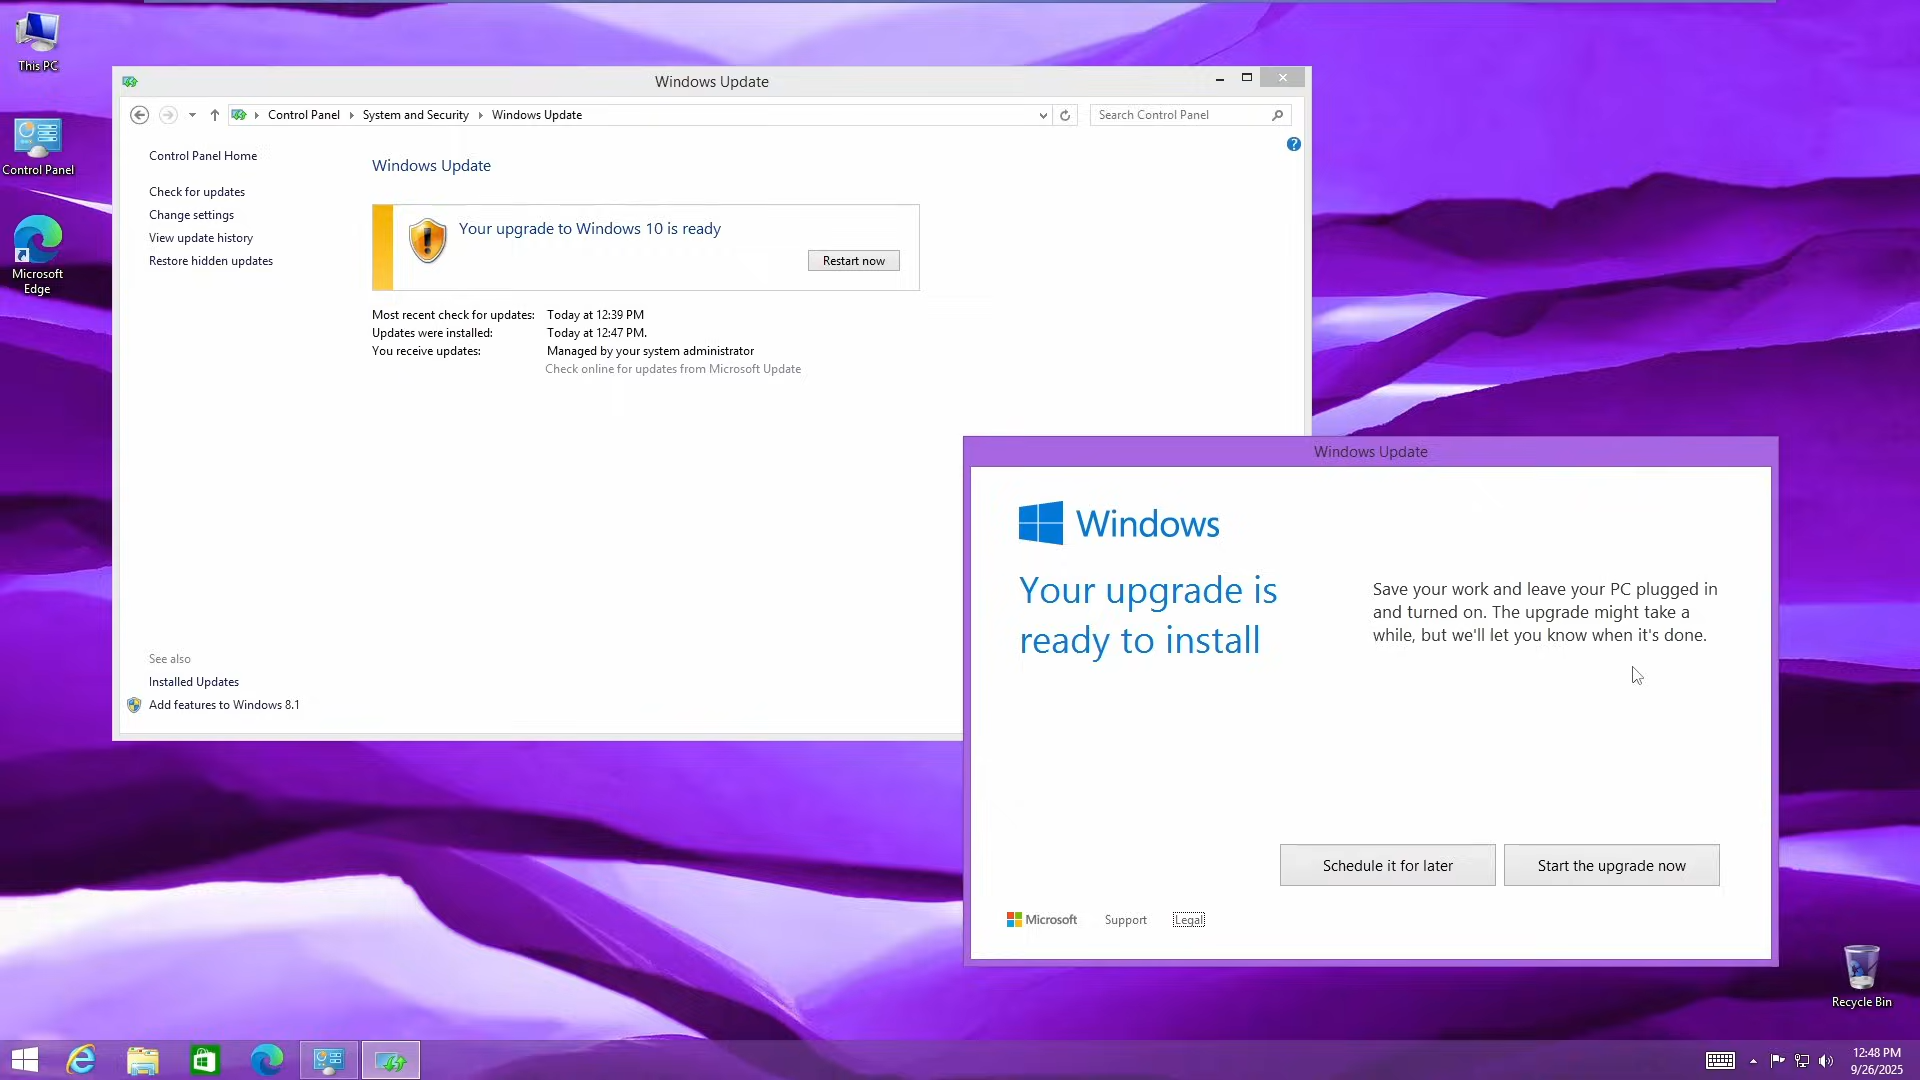 This PC
Control Panel
Microsoft
Edge
Windows Update
Control Panel
System and Security
Windows Update
Search Control Panel
Control Panel Home
Check for updates
Change settings
View update history
Restore hidden updates
Windows Update
Your upgrade to Windows 10 is ready
Restart now
Most recent check for updates: Today at 12:39 PM
Updates were installed: Today at 12:47 PM.
You receive updates: Managed by your system administrator
Check online for updates from Microsoft Update
See also
Installed Updates
Add features to Windows 8.1
Windows Update
Windows
Your upgrade is
ready to install
Save your work and leave your PC plugged in
and turned on. The upgrade might take a
while, but we'll let you know when it's done.
Schedule it for later
Start the upgrade now
Microsoft
Support
Legal
Recycle Bin
12:48 PM
9/26/2025